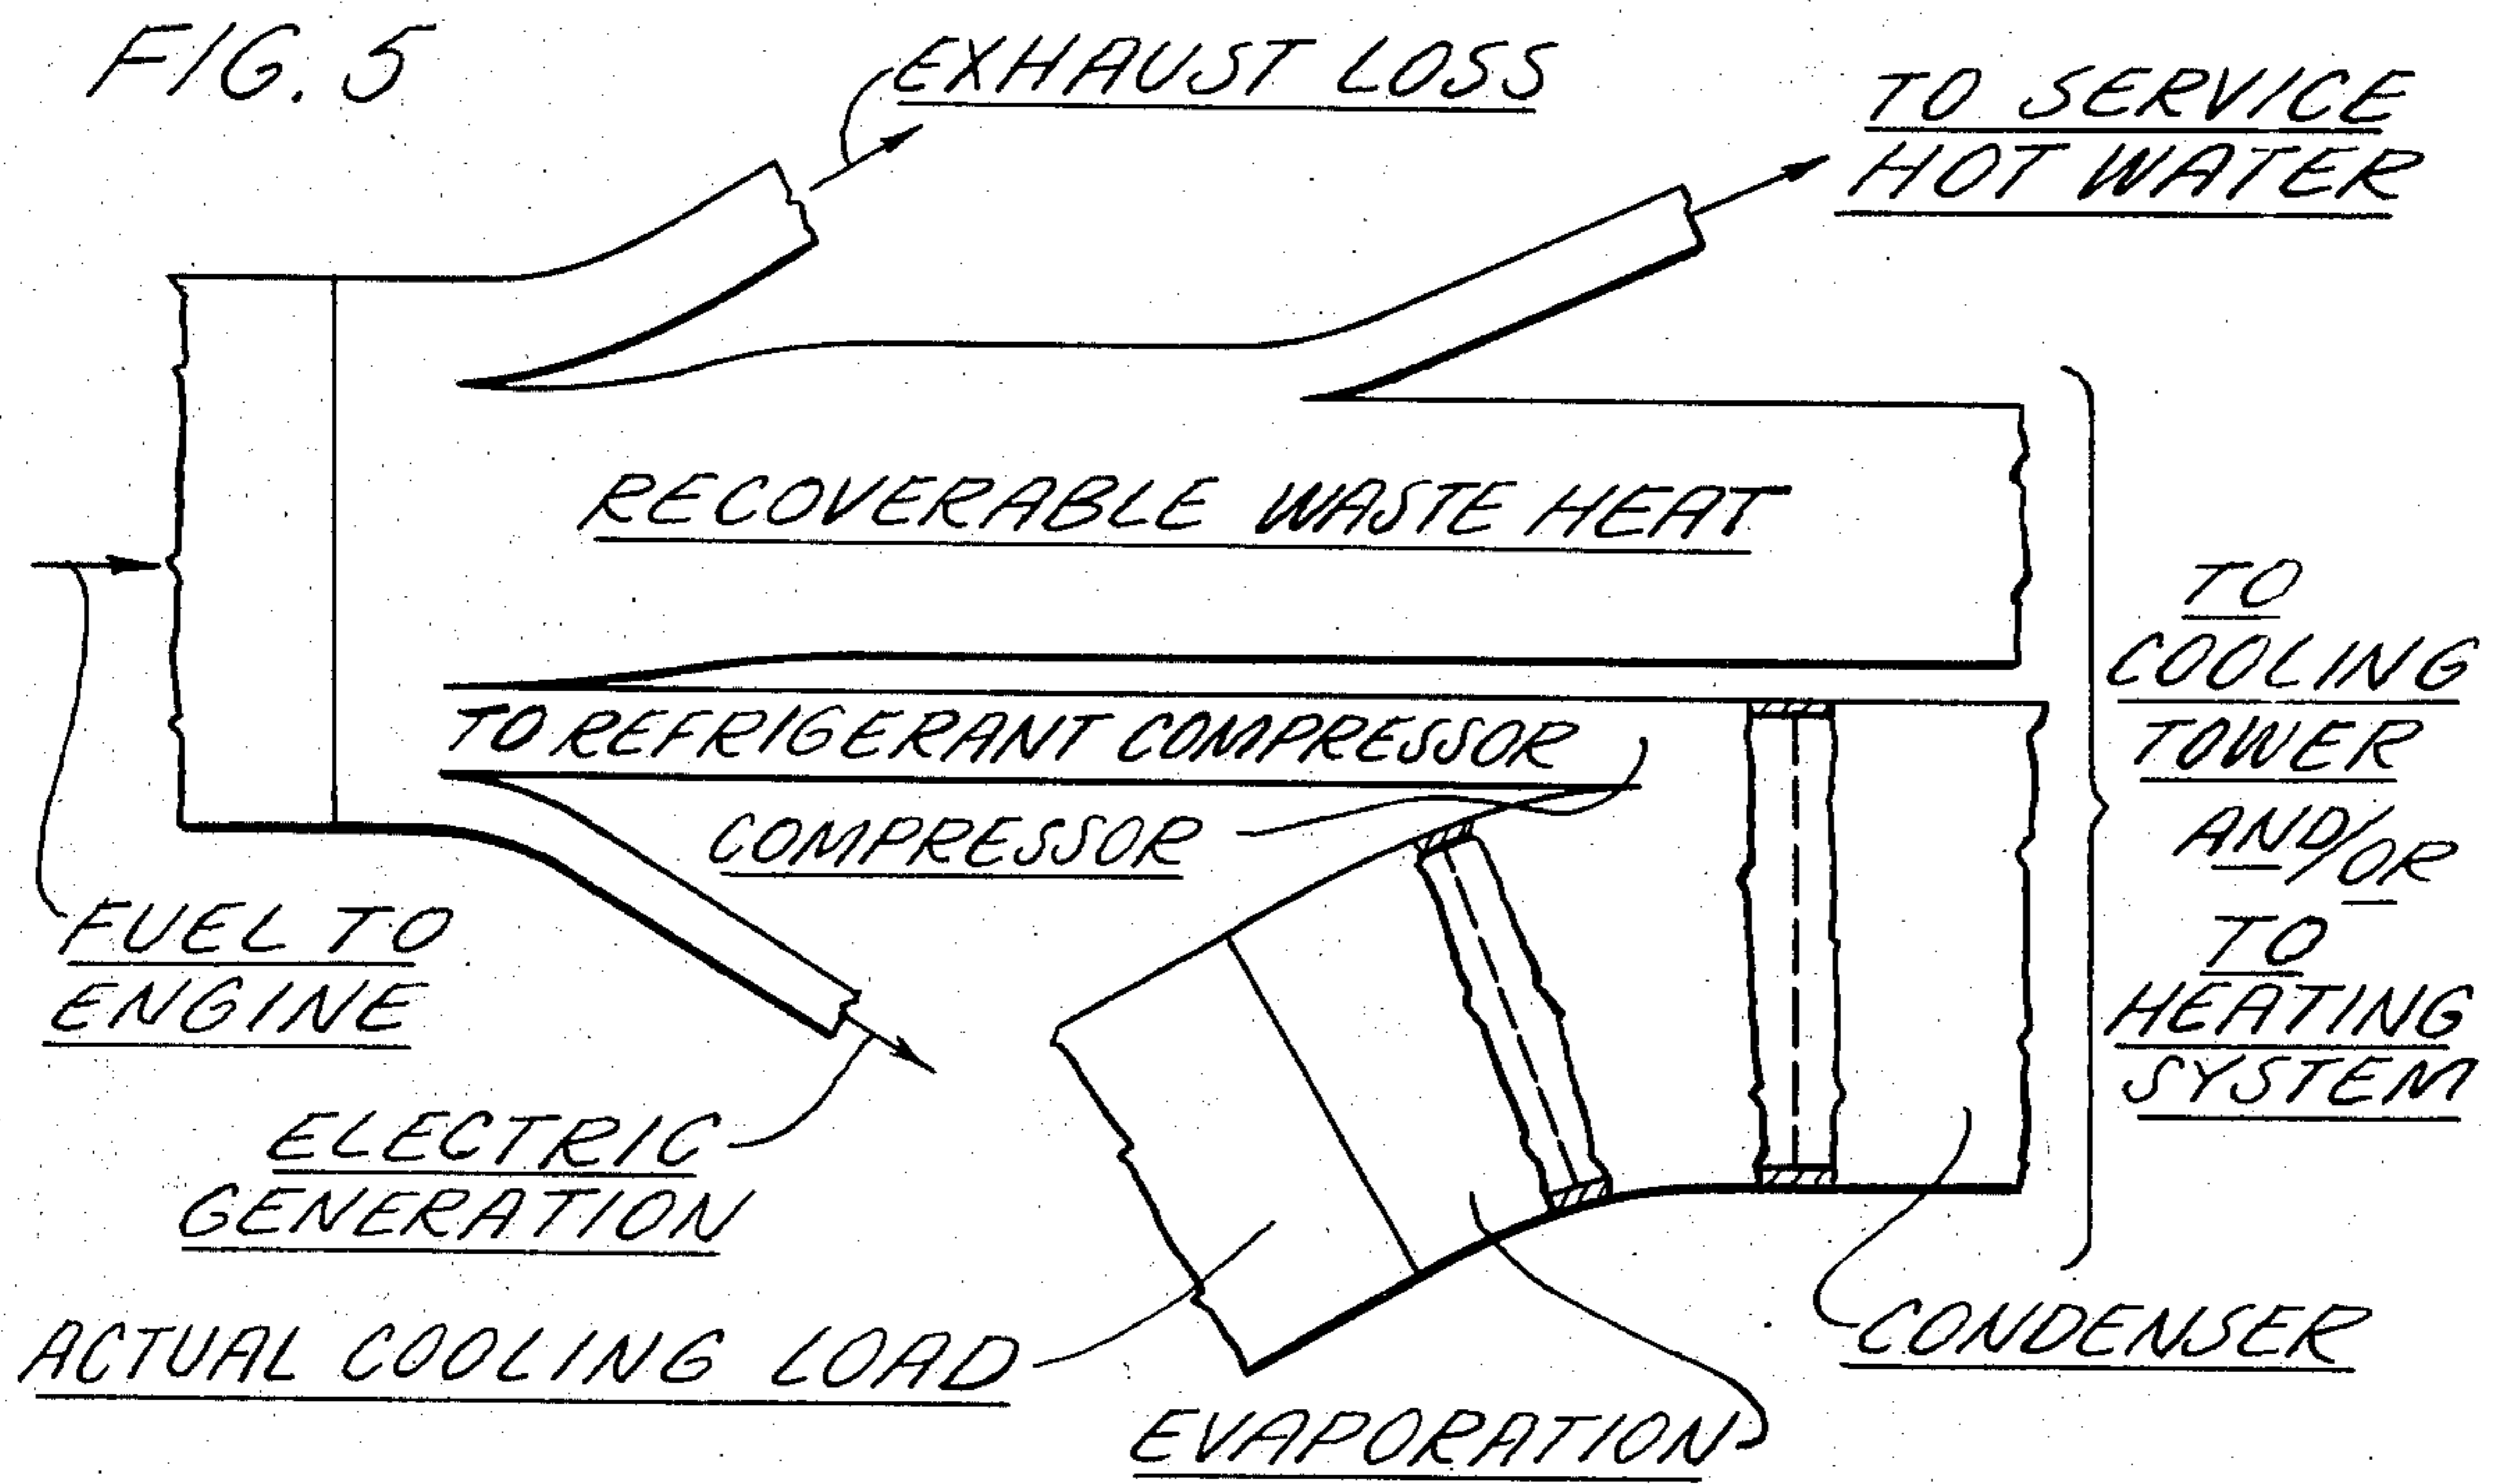 FIG. 5
EXHAUST LOSS
TO SERVICE
HOT WATER
RECOVERABLE WASTE HEAT
TO REFRIGERANT COMPRESSOR
COMPRESSOR
TO
COOLING
TOWER
AND/OR
TO
HEATING
SYSTEM
FUEL TO
ENGINE
ELECTRIC
GENERATION
ACTUAL COOLING LOAD
CONDENSER
EVAPORATION